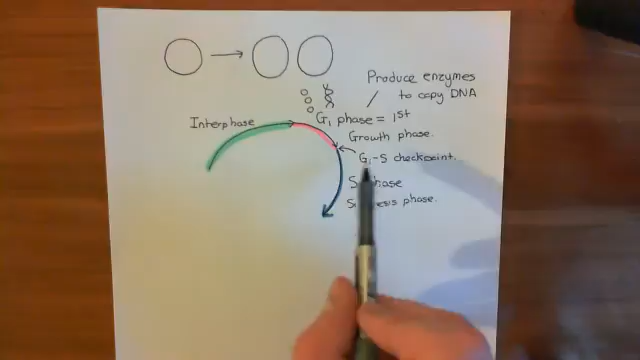 Produce enzymes
to copy DNA
Interphase
G₁ phase = 1st
Growth phase.
G₁-S checkpoint.
S phase
phase.